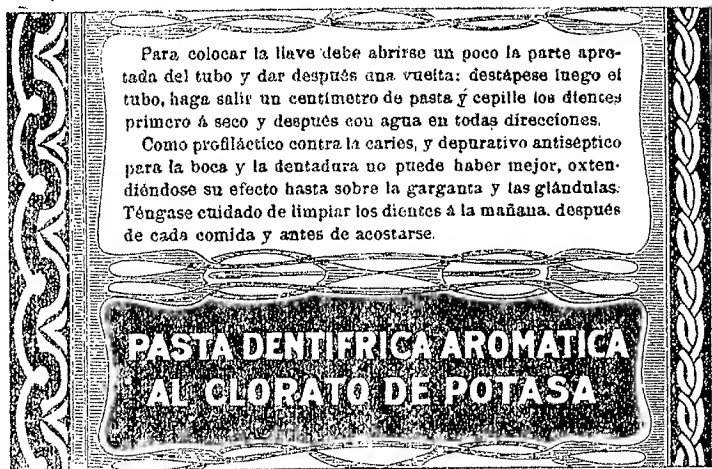 Para colocar la llave debe abrirse un poco la parte apre-
tada del tubo y dar después una vuelta: destápese luego el
tubo, haga salir un centímetro de pasta y cepille los dientes
primero á seco y después con agua en todas direcciones.
Como profiláctico contra la caries, y depurativo antiséptico
para la boca y la dentadura no puede haber mejor, exten-
diéndose su efecto hasta sobre la garganta y las glándulas.
Téngase cuidado de limpiar los dientes á la mañana, después
de cada comida y antes de acostarse.
PASTA DENTIFRICA AROMATICA
AL CLORATO DE POTASA